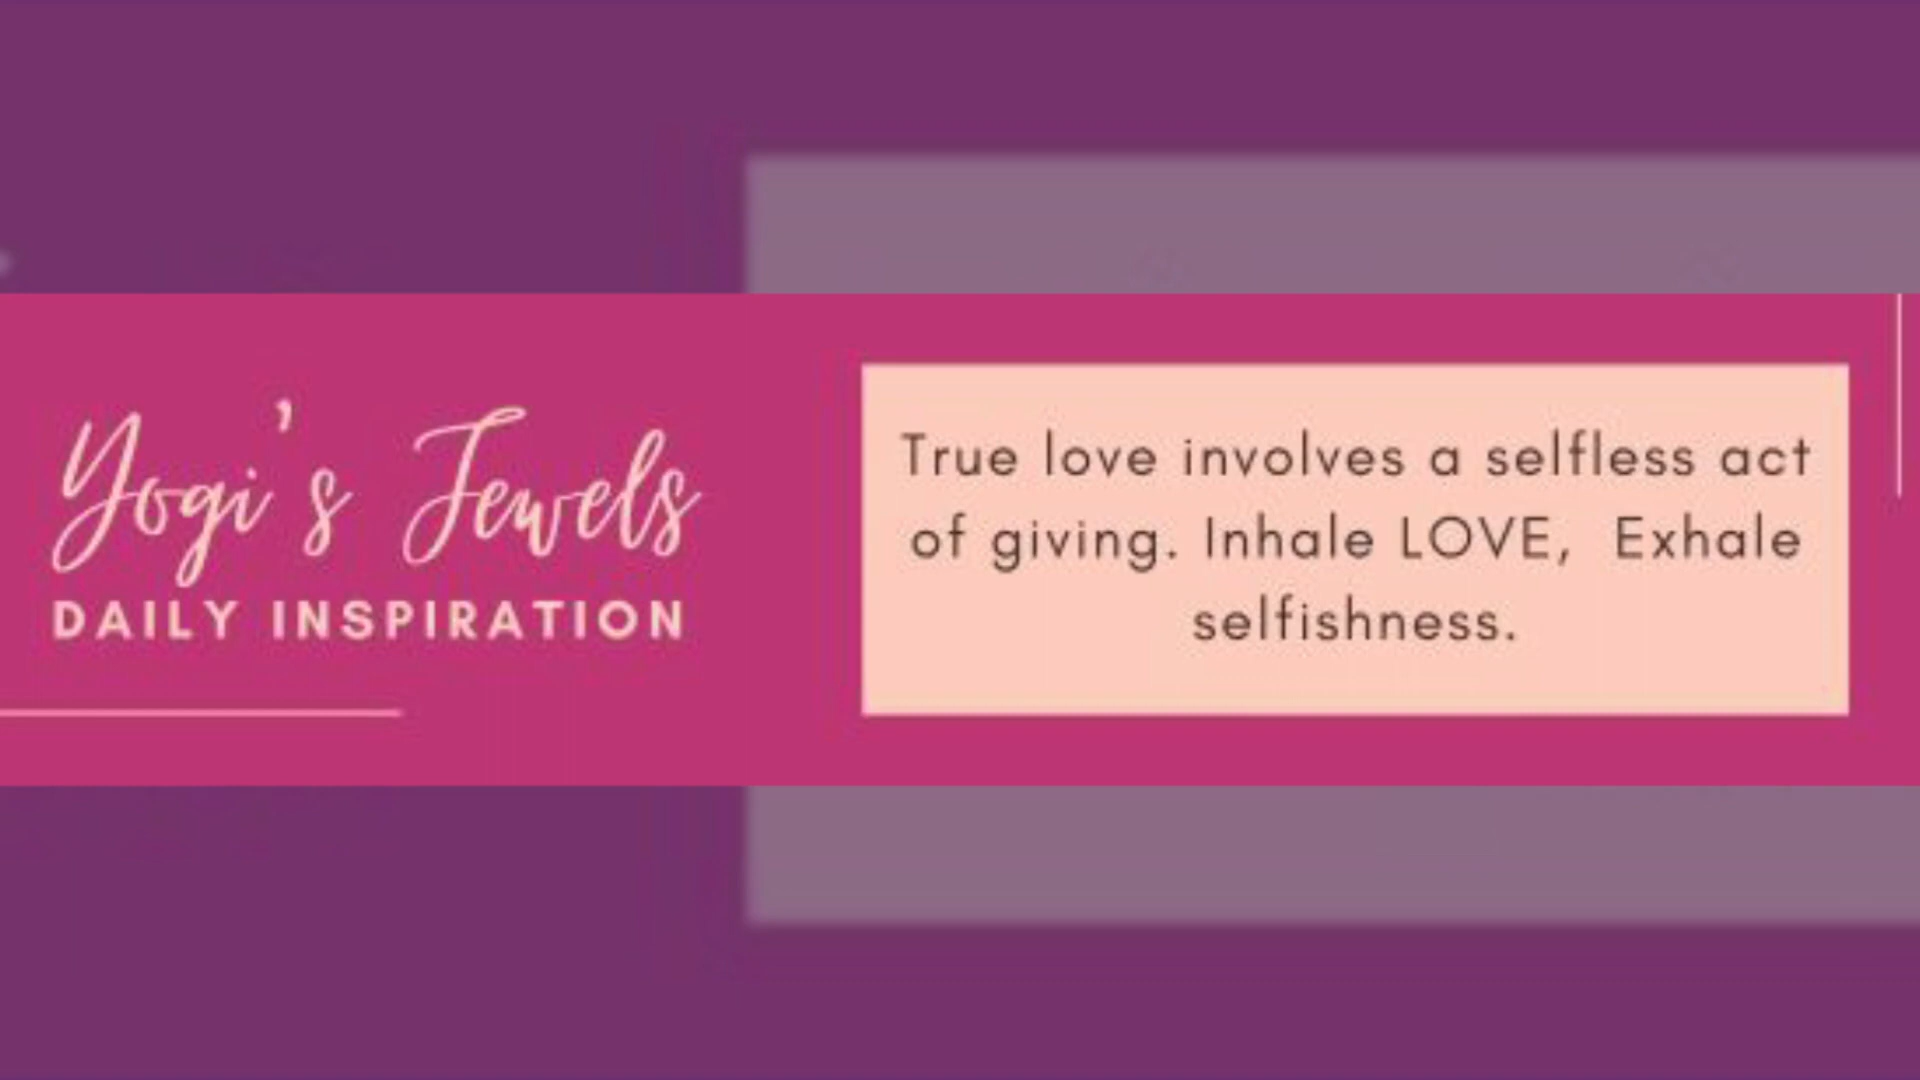 Yogi's Jewels
DAILY INSPIRATION
True love involves a selfless act
of giving. Inhale LOVE,  Exhale
selfishness.